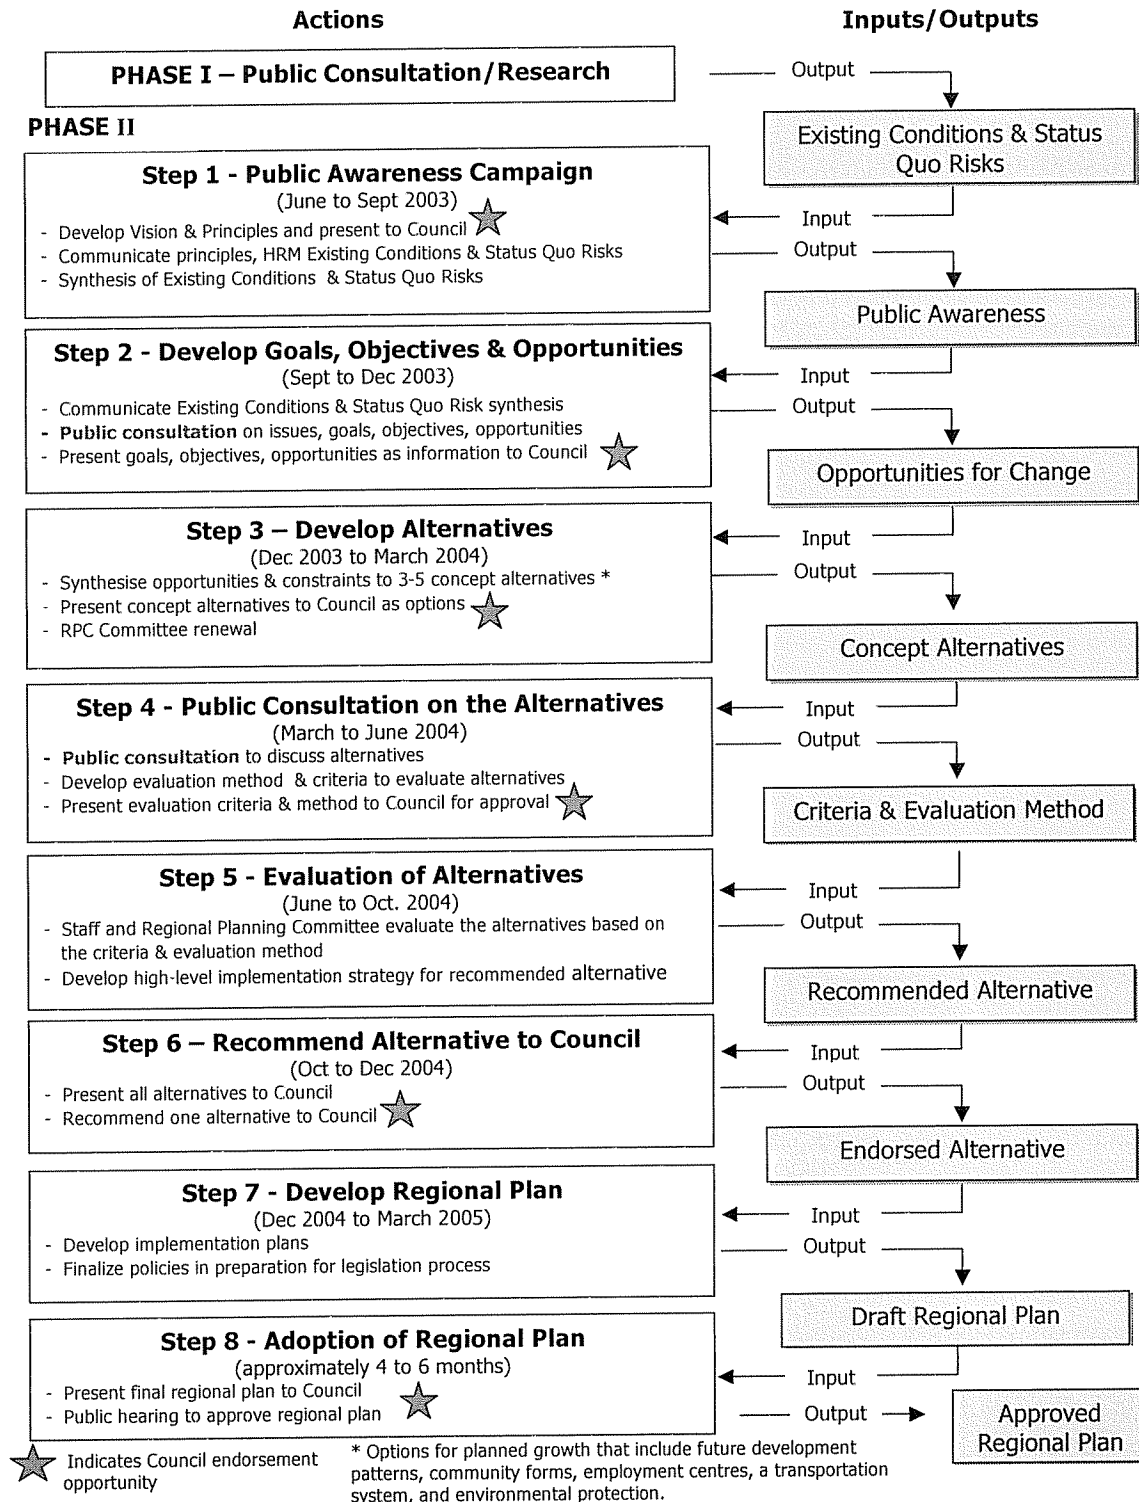 Actions
Inputs/Outputs
PHASE I – Public Consultation/Research
Output
Existing Conditions & Status
Quo Risks
PHASE II
Step 1 - Public Awareness Campaign
(June to Sept 2003)
- Develop Vision & Principles and present to Council
- Communicate principles, HRM Existing Conditions & Status Quo Risks
- Synthesis of Existing Conditions & Status Quo Risks
Input
Output
Public Awareness
Step 2 - Develop Goals, Objectives & Opportunities
(Sept to Dec 2003)
- Communicate Existing Conditions & Status Quo Risk synthesis
- Public consultation on issues, goals, objectives, opportunities
- Present goals, objectives, opportunities as information to Council
Input
Output
Opportunities for Change
Step 3 – Develop Alternatives
(Dec 2003 to March 2004)
- Synthesise opportunities & constraints to 3-5 concept alternatives *
- Present concept alternatives to Council as options
- RPC Committee renewal
Input
Output
Concept Alternatives
Step 4 - Public Consultation on the Alternatives
(March to June 2004)
- Public consultation to discuss alternatives
- Develop evaluation method & criteria to evaluate alternatives
- Present evaluation criteria & method to Council for approval
Input
Output
Criteria & Evaluation Method
Step 5 - Evaluation of Alternatives
(June to Oct. 2004)
- Staff and Regional Planning Committee evaluate the alternatives based on
the criteria & evaluation method
- Develop high-level implementation strategy for recommended alternative
Input
Output
Recommended Alternative
Step 6 – Recommend Alternative to Council
(Oct to Dec 2004)
- Present all alternatives to Council
- Recommend one alternative to Council
Input
Output
Endorsed Alternative
Step 7 - Develop Regional Plan
(Dec 2004 to March 2005)
- Develop implementation plans
- Finalize policies in preparation for legislation process
Input
Output
Draft Regional Plan
Step 8 - Adoption of Regional Plan
(approximately 4 to 6 months)
- Present final regional plan to Council
- Public hearing to approve regional plan
Input
Output
Approved
Regional Plan
Indicates Council endorsement
opportunity
* Options for planned growth that include future development
patterns, community forms, employment centres, a transportation
system, and environmental protection.